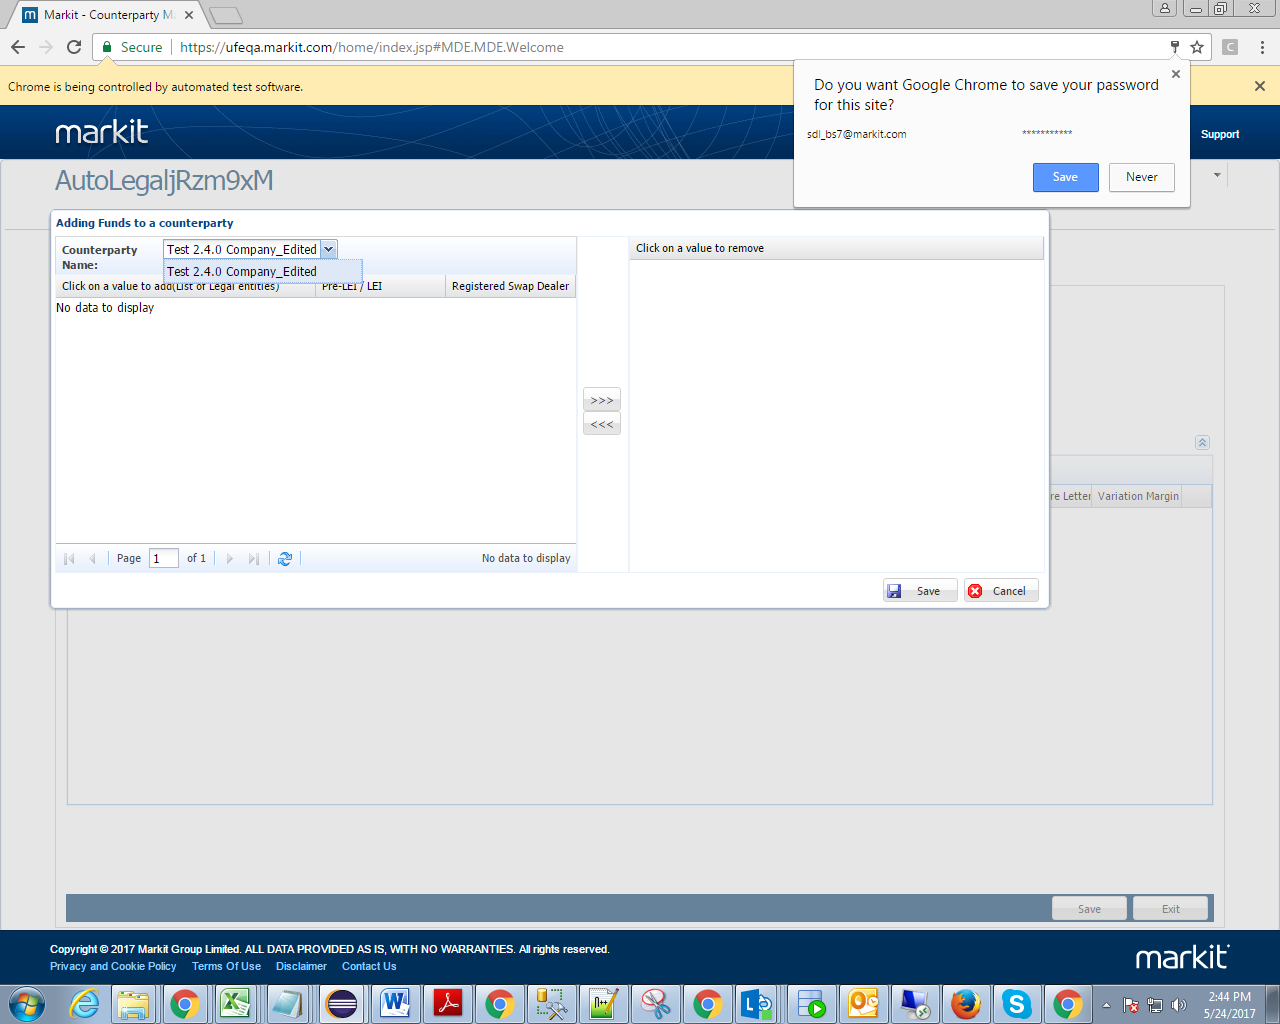 Markit - Counterparty M
Secure
https://ufeqa.markit.com/home/index.jsp#MDE.MDE.Welcome
C
Chrome is being controlled by automated test software.
Do you want Google Chrome to save your password
for this site?
sdl_bs7@markit.com ***********
Save Never
markit
Support
AutoLegaljRzm9xM
Adding Funds to a counterparty
Counterparty
Name:
Test 2.4.0 Company_Edited
Test 2.4.0 Company_Edited
Click on a value to remove
Click on a value to add(List of Legal entities) Pre-LEI / LEI Registered Swap Dealer
No data to display
>>>
<<<
re Letter Variation Margin
Page 1 of 1 No data to display
Save Cancel
Save Exit
Copyright © 2017 Markit Group Limited. ALL DATA PROVIDED AS IS, WITH NO WARRANTIES. All rights reserved.
Privacy and Cookie Policy Terms Of Use Disclaimer Contact Us
markit
2:44 PM
5/24/2017